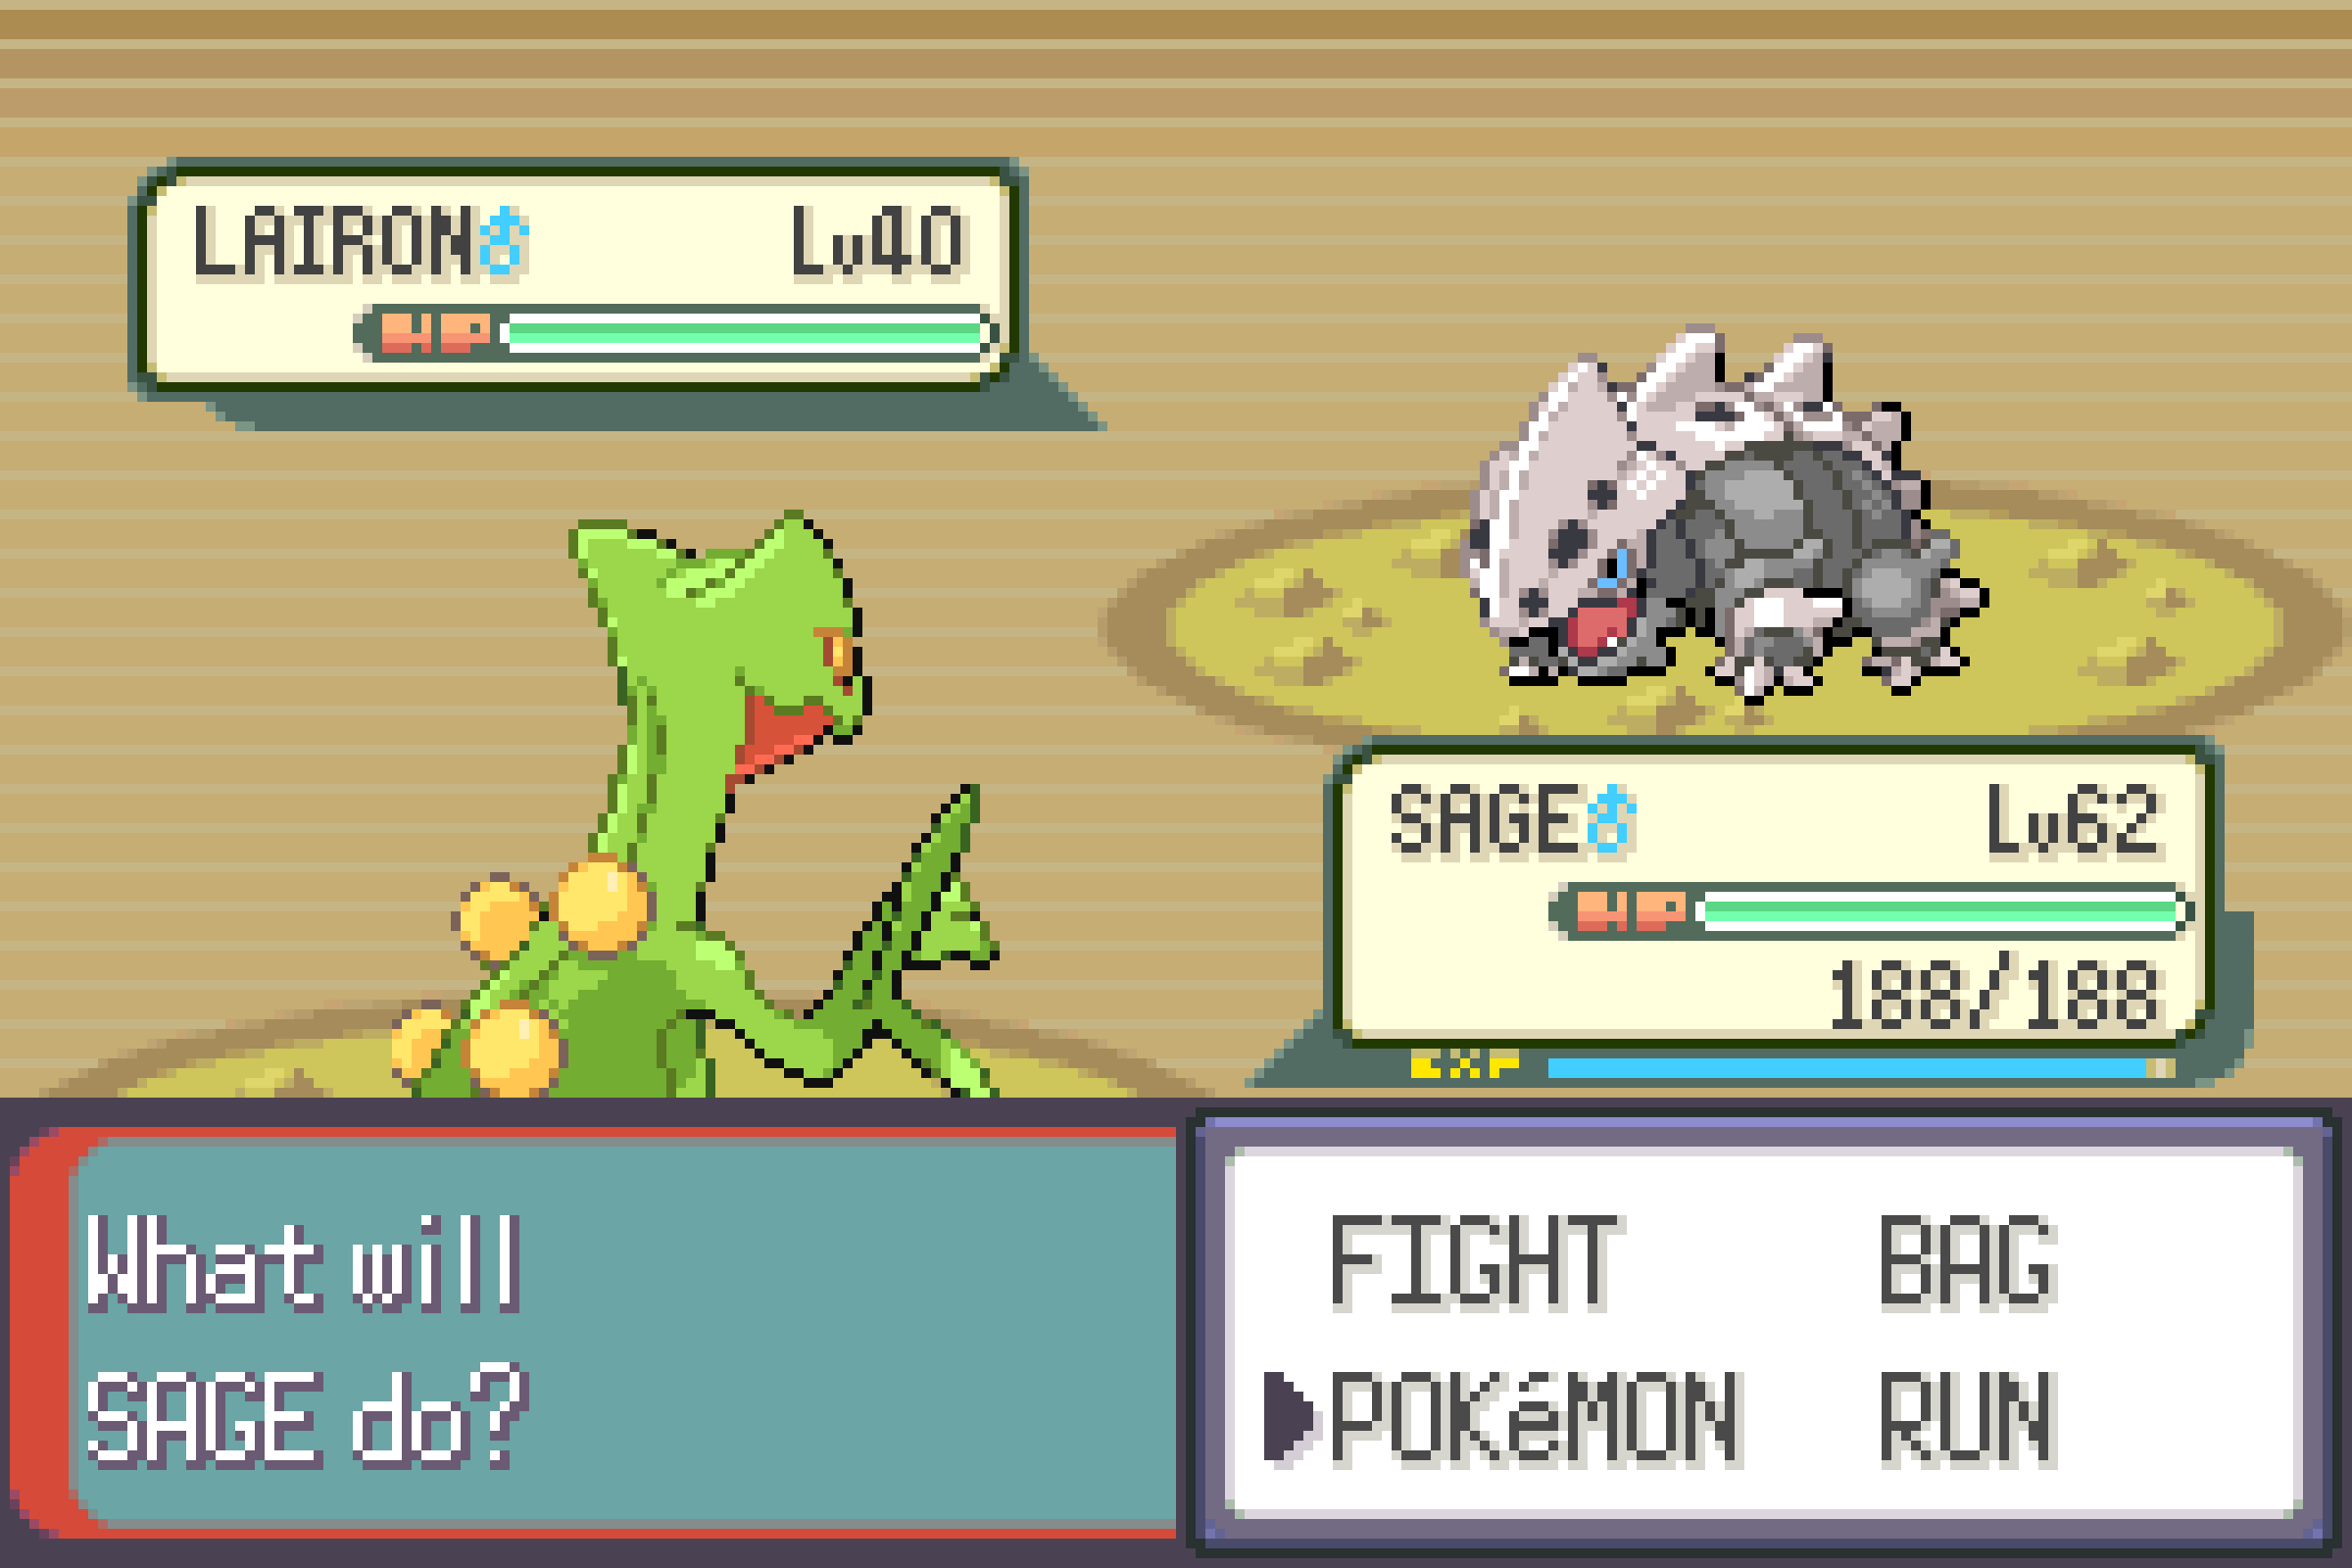 LAIRON♂ Lv40
HP
SAGE♂ Lv62
HP
188/188
EXP
What will
SAGE do?
FIGHT BAG
POKéMON RUN